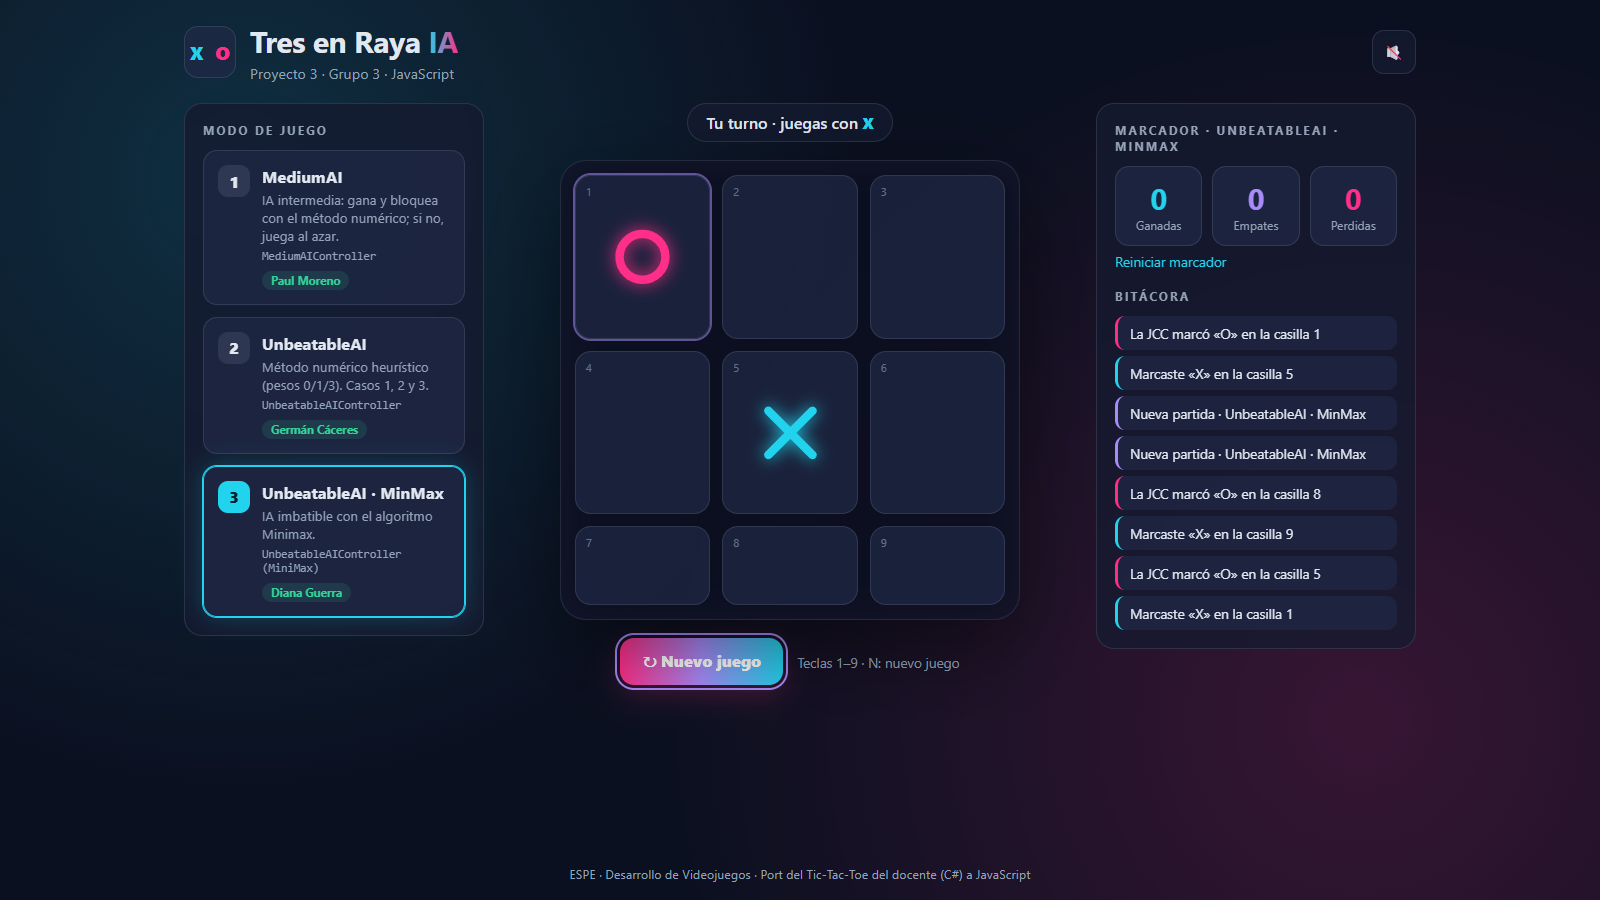 X O
Tres en Raya IA
Proyecto 3 · Grupo 3 · JavaScript
MODO DE JUEGO
1
MediumAI
IA intermedia: gana y bloquea
con el método numérico; si no,
juega al azar.
MediumAIController
Paul Moreno
2
UnbeatableAI
Método numérico heurístico
(pesos 0/1/3). Casos 1, 2 y 3.
UnbeatableAIController
Germán Cáceres
3
UnbeatableAI · MinMax
IA imbatible con el algoritmo
Minimax.
UnbeatableAIController
(MiniMax)
Diana Guerra
Tu turno · juegas con X
1
2
3
4
5
6
7
8
9
↻ Nuevo juego
Teclas 1–9 · N: nuevo juego
MARCADOR · UNBEATABLEAI ·
MINMAX
0
0
0
Ganadas
Empates
Perdidas
Reiniciar marcador
BITÁCORA
La JCC marcó «O» en la casilla 1
Marcaste «X» en la casilla 5
Nueva partida · UnbeatableAI · MinMax
Nueva partida · UnbeatableAI · MinMax
La JCC marcó «O» en la casilla 8
Marcaste «X» en la casilla 9
La JCC marcó «O» en la casilla 5
Marcaste «X» en la casilla 1
ESPE · Desarrollo de Videojuegos · Port del Tic-Tac-Toe del docente (C#) a JavaScript